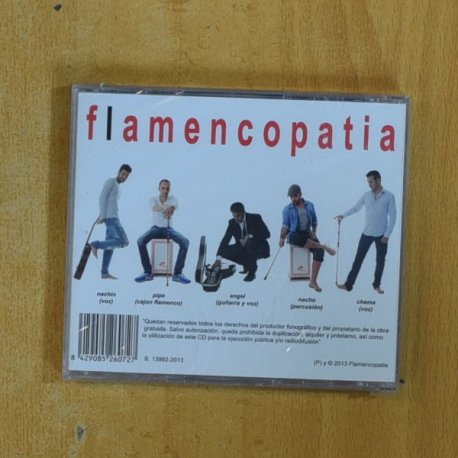 flamencopatia
nachin pipe angel nacho chema
(voz) (cajon flamenco) (guitarra y voz) (percusión) (voz)
"Quedan reservados todos los derechos del productor fonográfico y del propietario de la obra
grabada. Salvo autorización, queda prohibida la duplicación, alquiler y préstamo, así como
la utilización de este CD para la ejecución pública y/o radiodifusión"
8 429085 260727
B. 13992-2013
(P) y © 2013 Flamencopatia